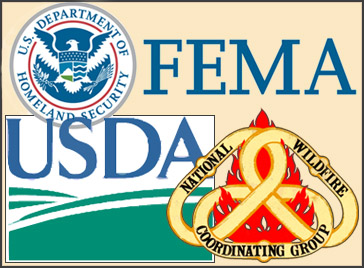 U.S. DEPARTMENT OF
HOMELAND SECURITY
FEMA
USDA
NATIONAL WILDFIRE
COORDINATING GROUP